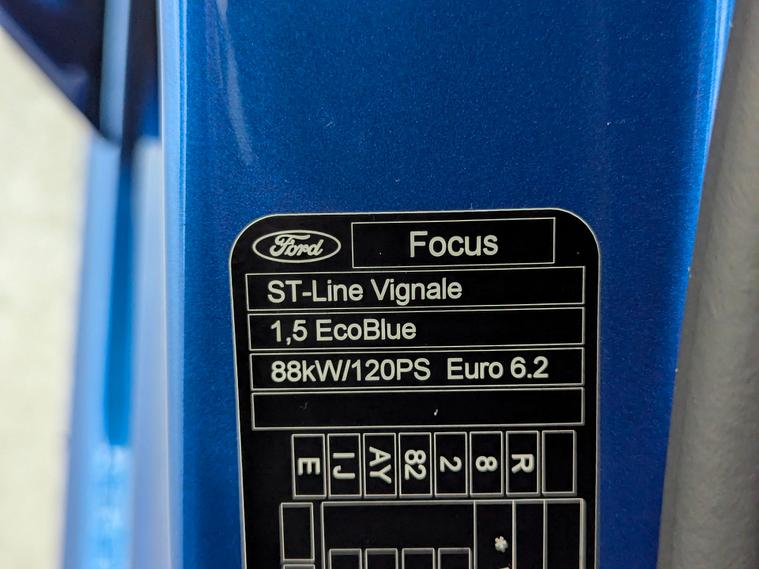 Ford Focus
ST-Line Vignale
1,5 EcoBlue
88kW/120PS Euro 6.2
E IJ AY 82 2 8 R
*